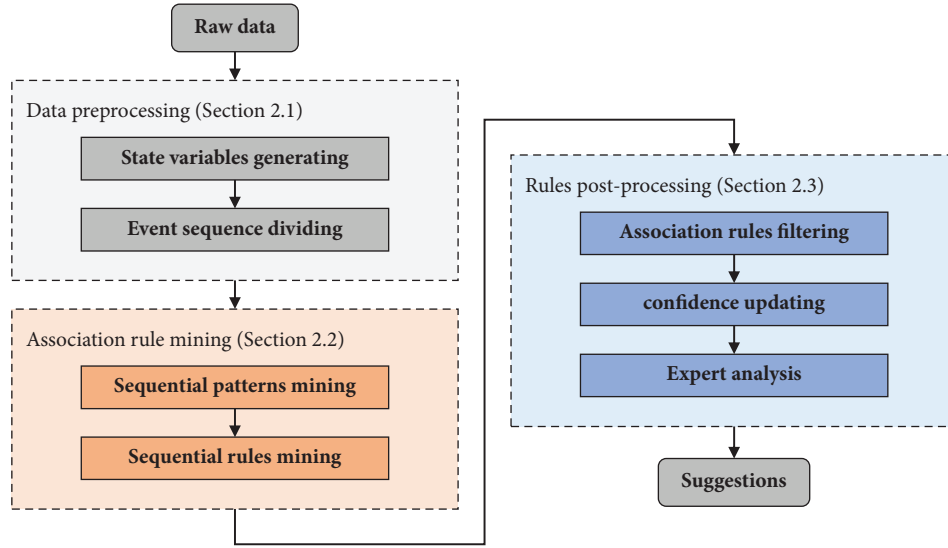 Raw data
Data preprocessing (Section 2.1)
State variables generating
Event sequence dividing
Association rule mining (Section 2.2)
Sequential patterns mining
Sequential rules mining
Rules post-processing (Section 2.3)
Association rules filtering
confidence updating
Expert analysis
Suggestions